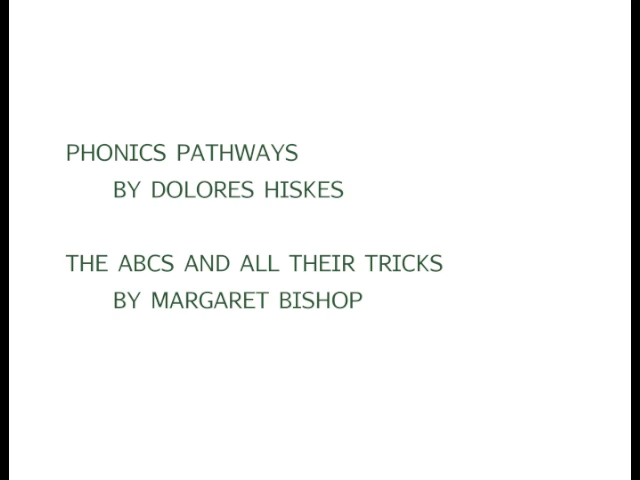 PHONICS PATHWAYS
BY DOLORES HISKES
THE ABCS AND ALL THEIR TRICKS
BY MARGARET BISHOP